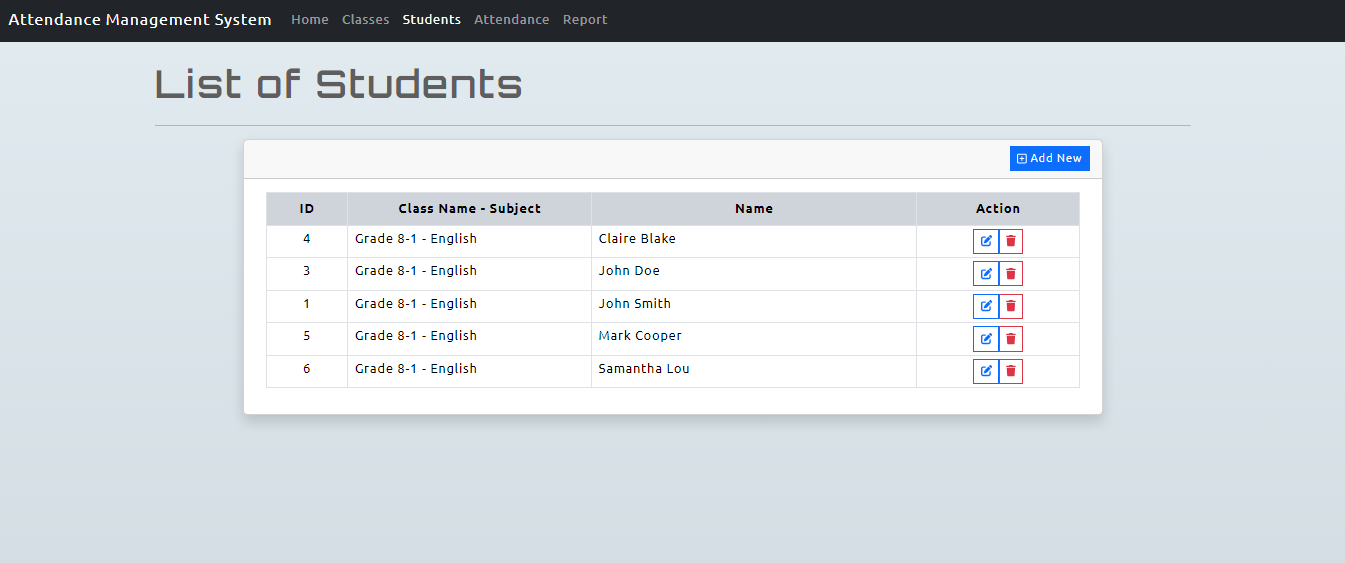 Attendance Management System Home Classes Students Attendance Report
List of Students
Add New
ID Class Name - Subject Name Action
4 Grade 8-1 - English Claire Blake
3 Grade 8-1 - English John Doe
1 Grade 8-1 - English John Smith
5 Grade 8-1 - English Mark Cooper
6 Grade 8-1 - English Samantha Lou